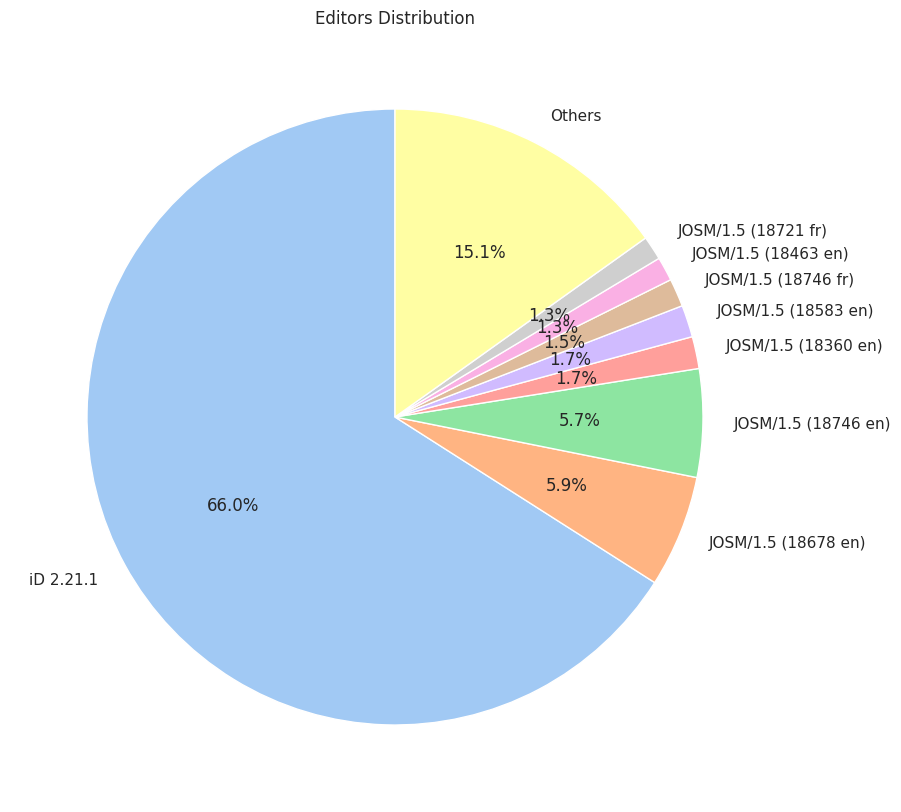 Editors Distribution
Others
JOSM/1.5 (18721 fr)
JOSM/1.5 (18463 en)
JOSM/1.5 (18746 fr)
JOSM/1.5 (18583 en)
JOSM/1.5 (18360 en)
JOSM/1.5 (18746 en)
JOSM/1.5 (18678 en)
iD 2.21.1
15.1%
1.3%
1.3%
1.5%
1.7%
1.7%
5.7%
5.9%
66.0%